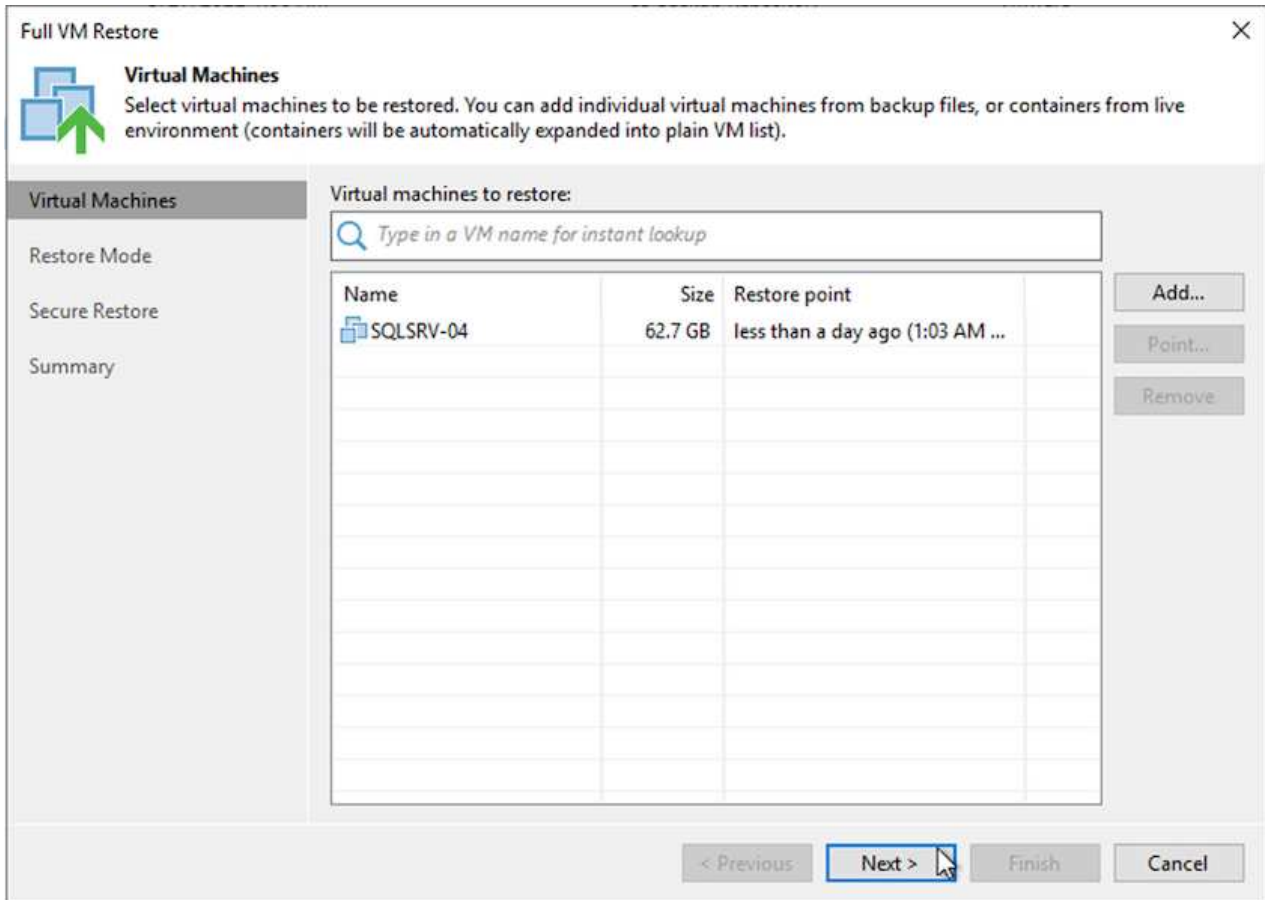 Full VM Restore
Virtual Machines
Select virtual machines to be restored. You can add individual virtual machines from backup files, or containers from live
environment (containers will be automatically expanded into plain VM list).
Virtual Machines
Restore Mode
Secure Restore
Summary
Virtual machines to restore:
Type in a VM name for instant lookup
Name Size Restore point
SQLSRV-04 62.7 GB less than a day ago (1:03 AM ...
Add...
Point...
Remove
< Previous Next > Finish Cancel